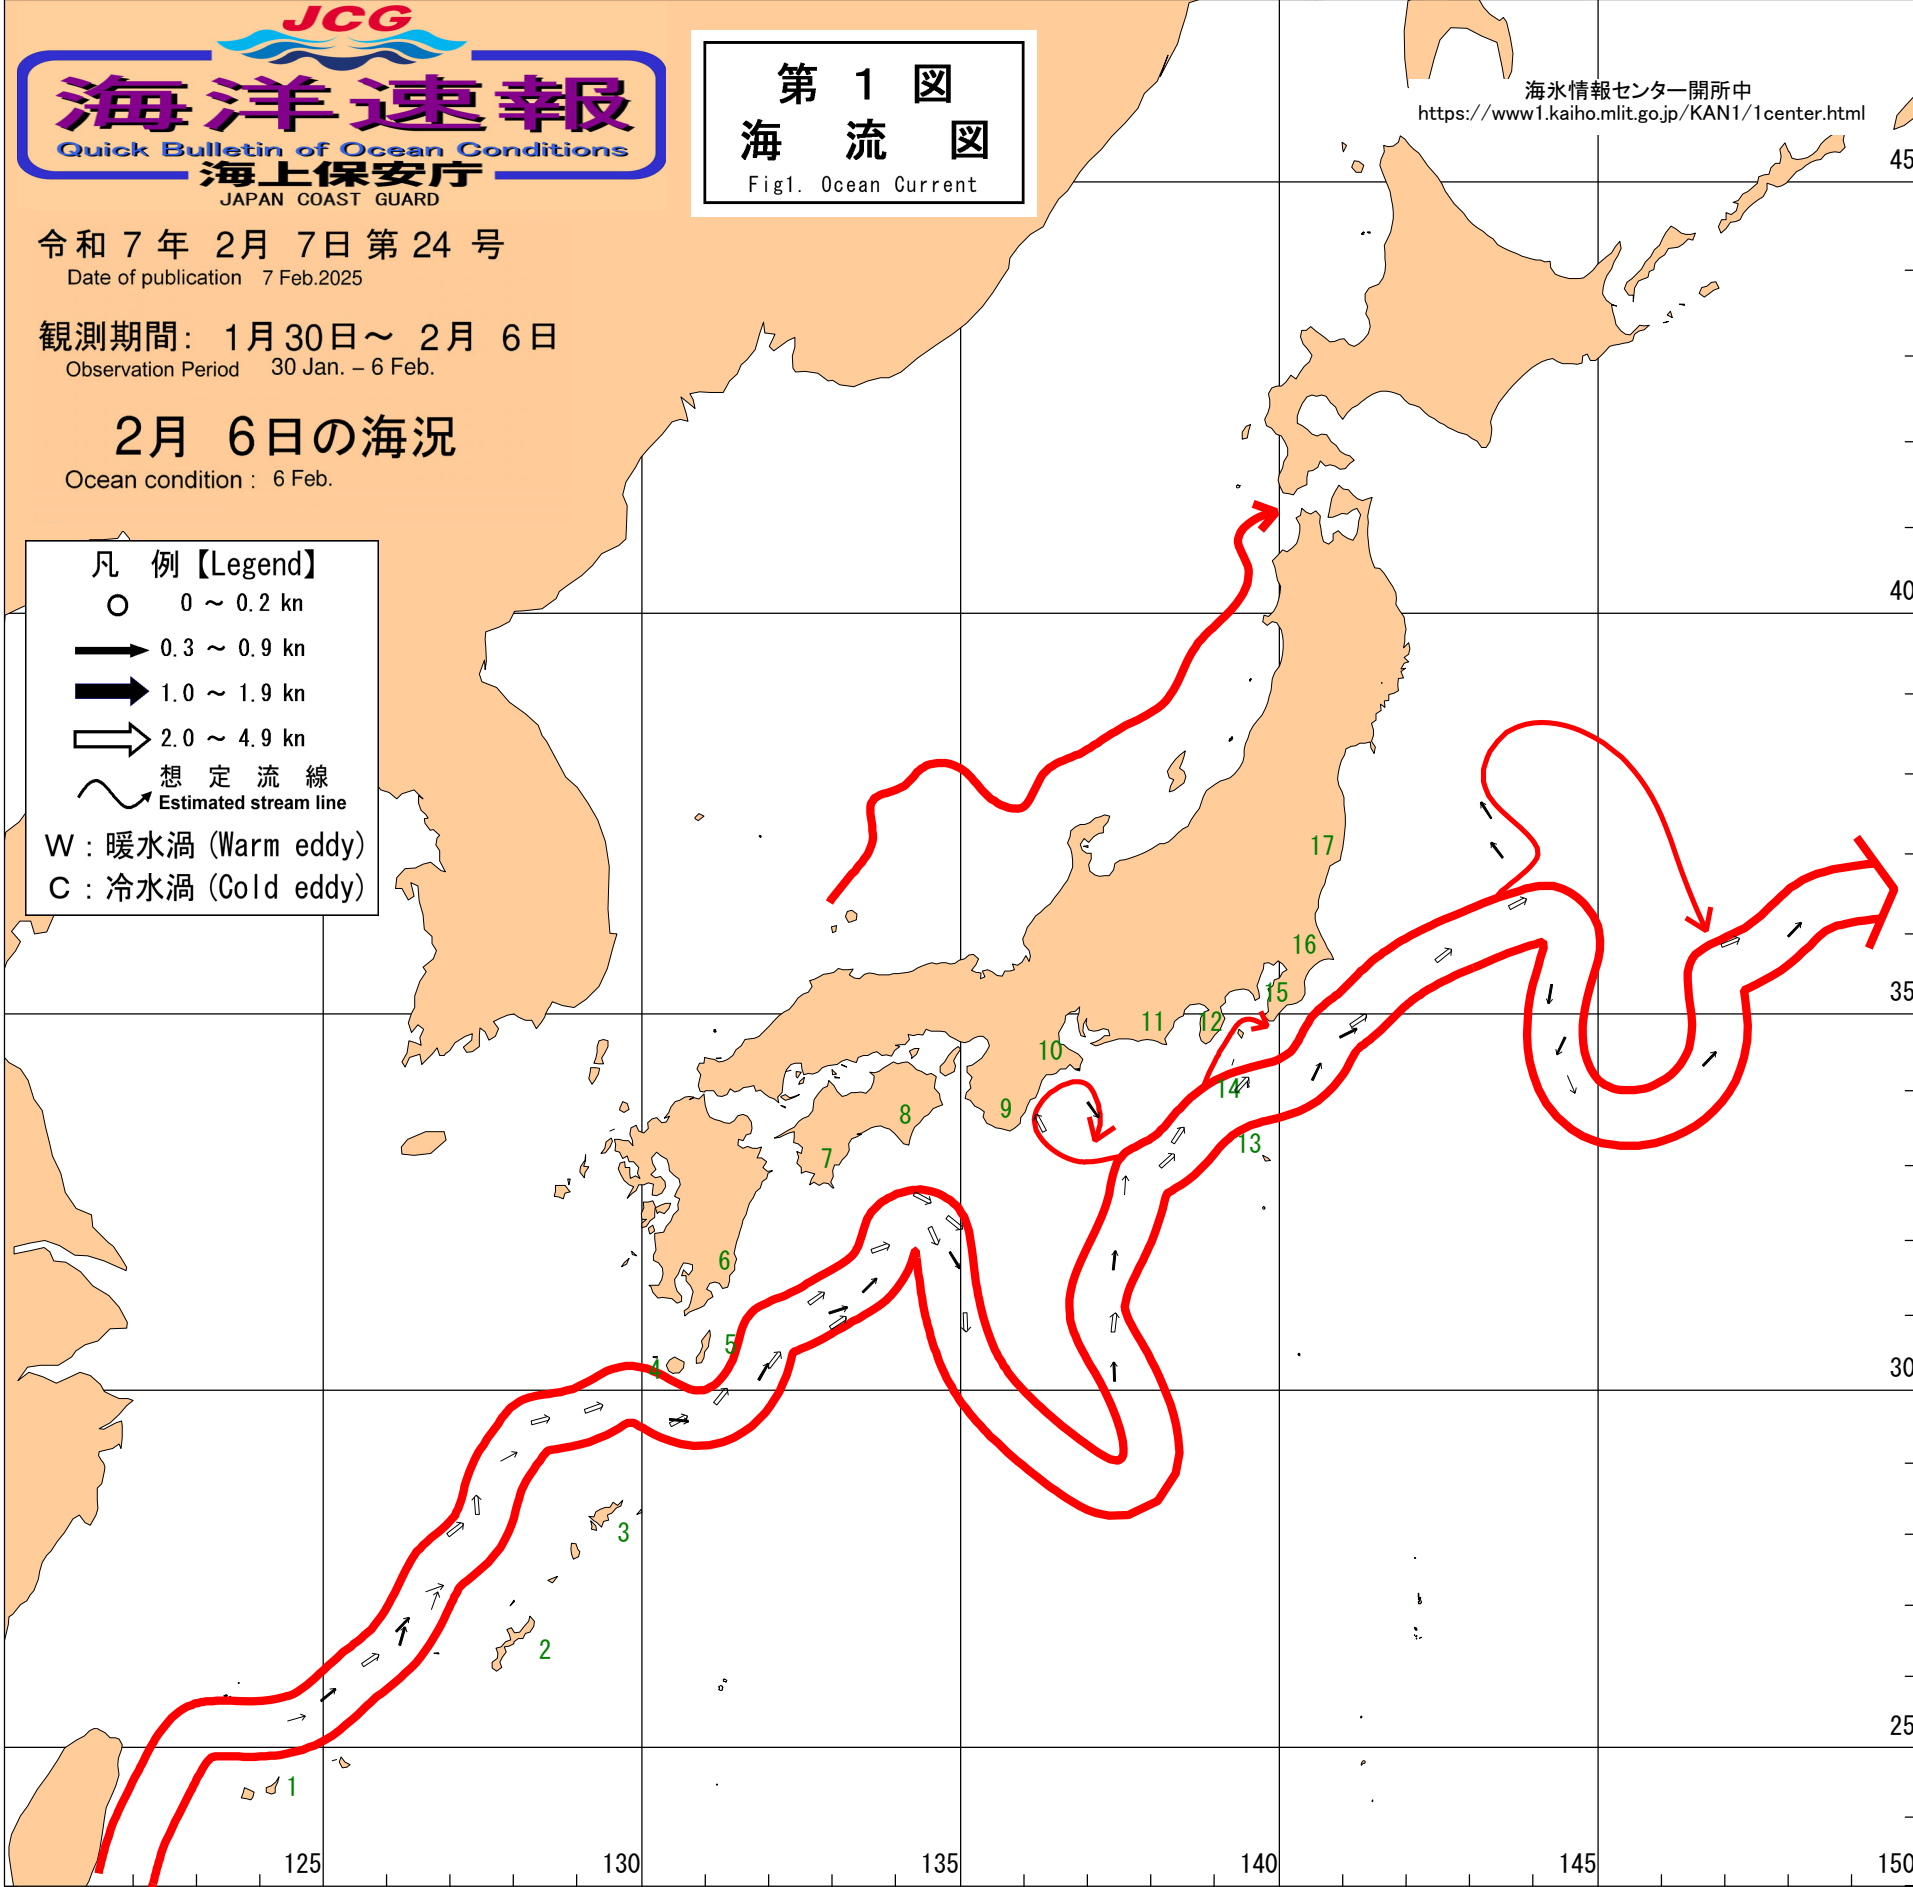 JCG
海洋速報
Quick Bulletin of Ocean Conditions
海上保安庁
JAPAN COAST GUARD
令和 7 年 2月 7日 第 24 号
Date of publication 7 Feb.2025
観測期間: 1月 30日～ 2月 6日
Observation Period 30 Jan. – 6 Feb.
2月 6日の海況
Ocean condition : 6 Feb.
第 1 図
海 流 図
Fig1. Ocean Current
海氷情報センター開所中
https://www1.kaiho.mlit.go.jp/KAN1/1center.html
凡 例【Legend】
0 ～ 0.2 kn
0.3 ～ 0.9 kn
1.0 ～ 1.9 kn
2.0 ～ 4.9 kn
想 定 流 線
Estimated stream line
W : 暖水渦 (Warm eddy)
C : 冷水渦 (Cold eddy)
45
40
35
30
25
17
16
15
14
13
12
11
10
9
8
7
6
5
4
3
2
1
125
130
135
140
145
150